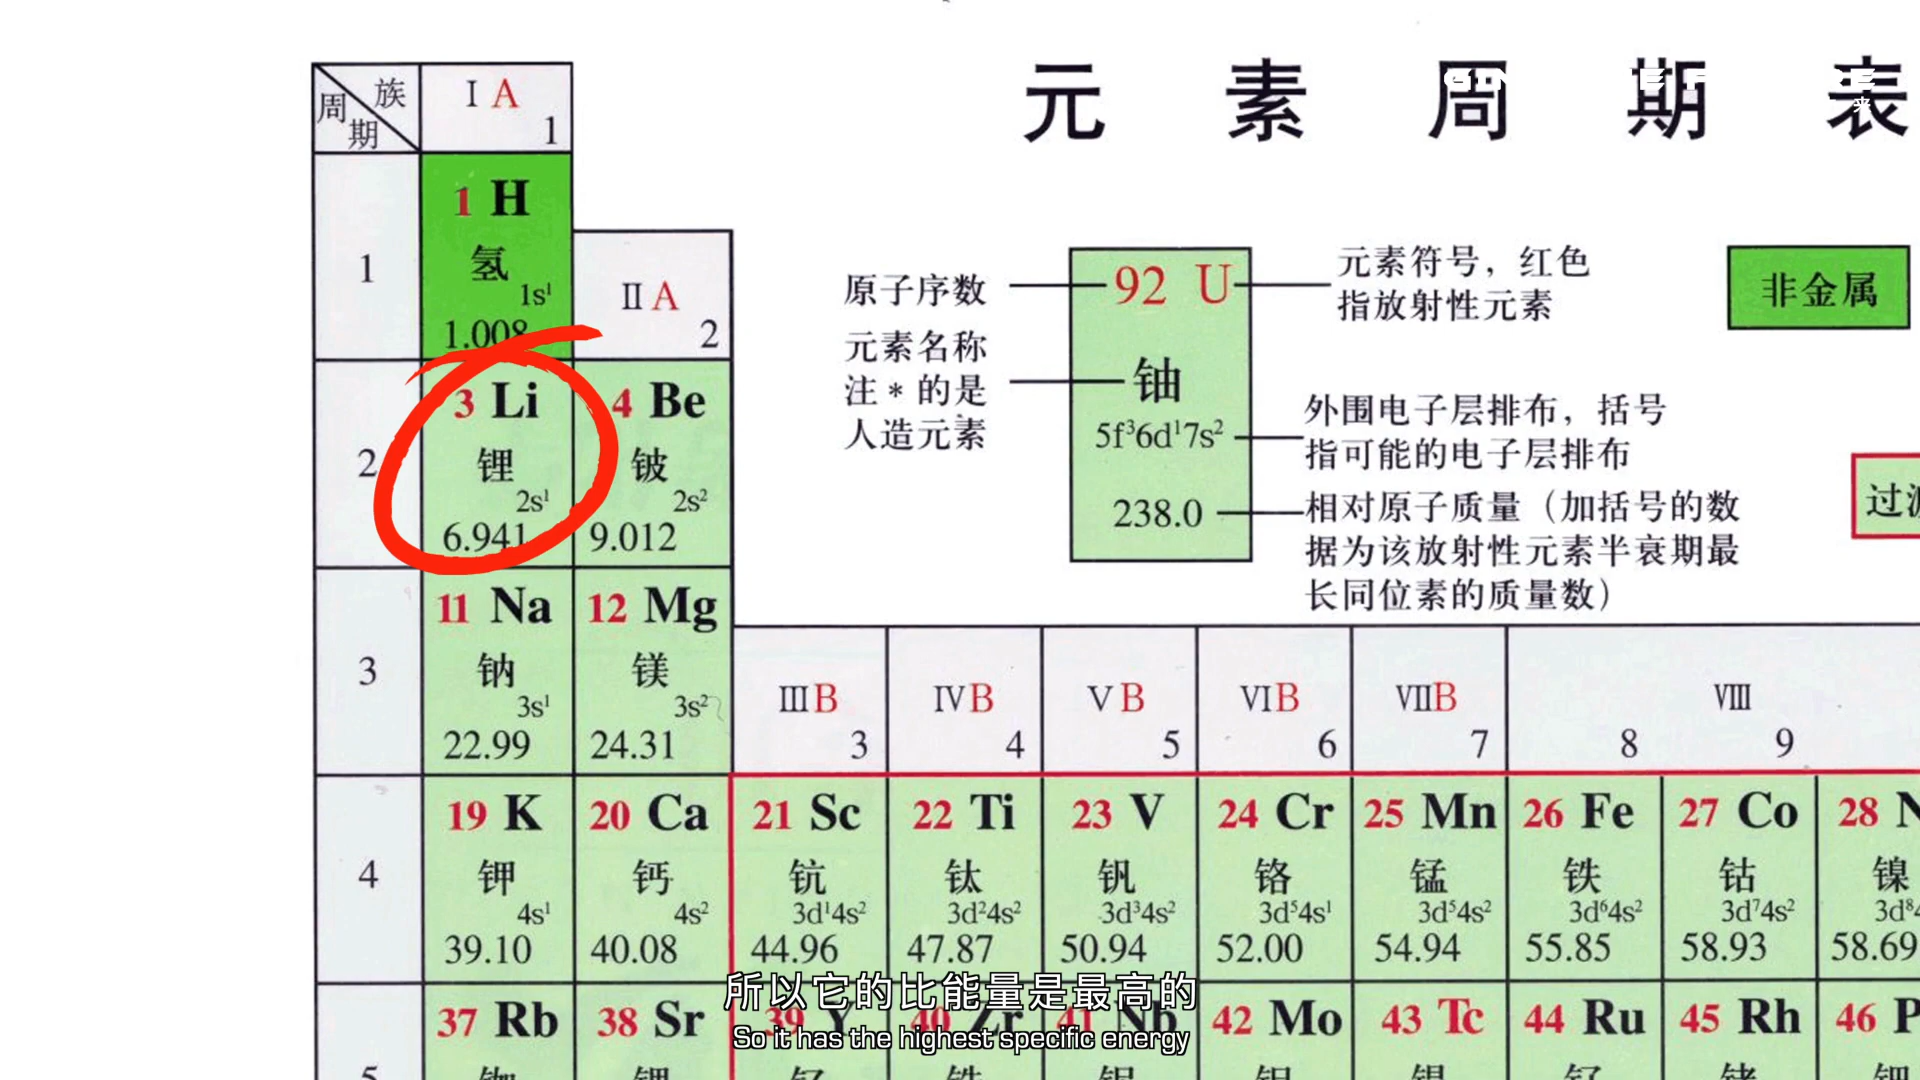 元素周期表
族
周期
I A
1
1 H
氢
1s¹
1.008
1
II A
2
原子序数
元素名称
注*的是
人造元素
92 U
铀
5f³6d¹7s²
238.0
元素符号，红色
指放射性元素
外围电子层排布，括号
指可能的电子层排布
相对原子质量（加括号的数
据为该放射性元素半衰期最
长同位素的质量数）
非金属
2
3 Li
锂
2s¹
6.941
4 Be
铍
2s²
9.012
3
11 Na
钠
3s¹
22.99
12 Mg
镁
3s²
24.31
III B
3
IV B
4
V B
5
VI B
6
VII B
7
VIII
8 9
4
19 K
钾
4s¹
39.10
20 Ca
钙
4s²
40.08
21 Sc
钪
3d¹4s²
44.96
22 Ti
钛
3d²4s²
47.87
23 V
钒
3d³4s²
50.94
24 Cr
铬
3d⁵4s¹
52.00
25 Mn
锰
3d⁵4s²
54.94
26 Fe
铁
3d⁶4s²
55.85
27 Co
钴
3d⁷4s²
58.93
28
镍
58.69
37 Rb
38 Sr
39 Y
40 Zr
41 Nb
42 Mo
43 Tc
44 Ru
45 Rh
46
所以它的比能量是最高的
So it has the highest specific energy